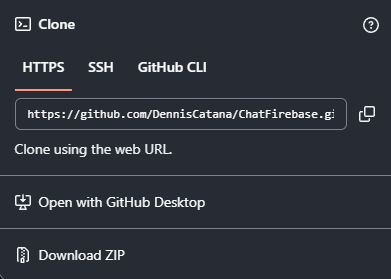 Clone
HTTPS SSH GitHub CLI
https://github.com/DennisCatana/ChatFirebase.gi
Clone using the web URL.
Open with GitHub Desktop
Download ZIP